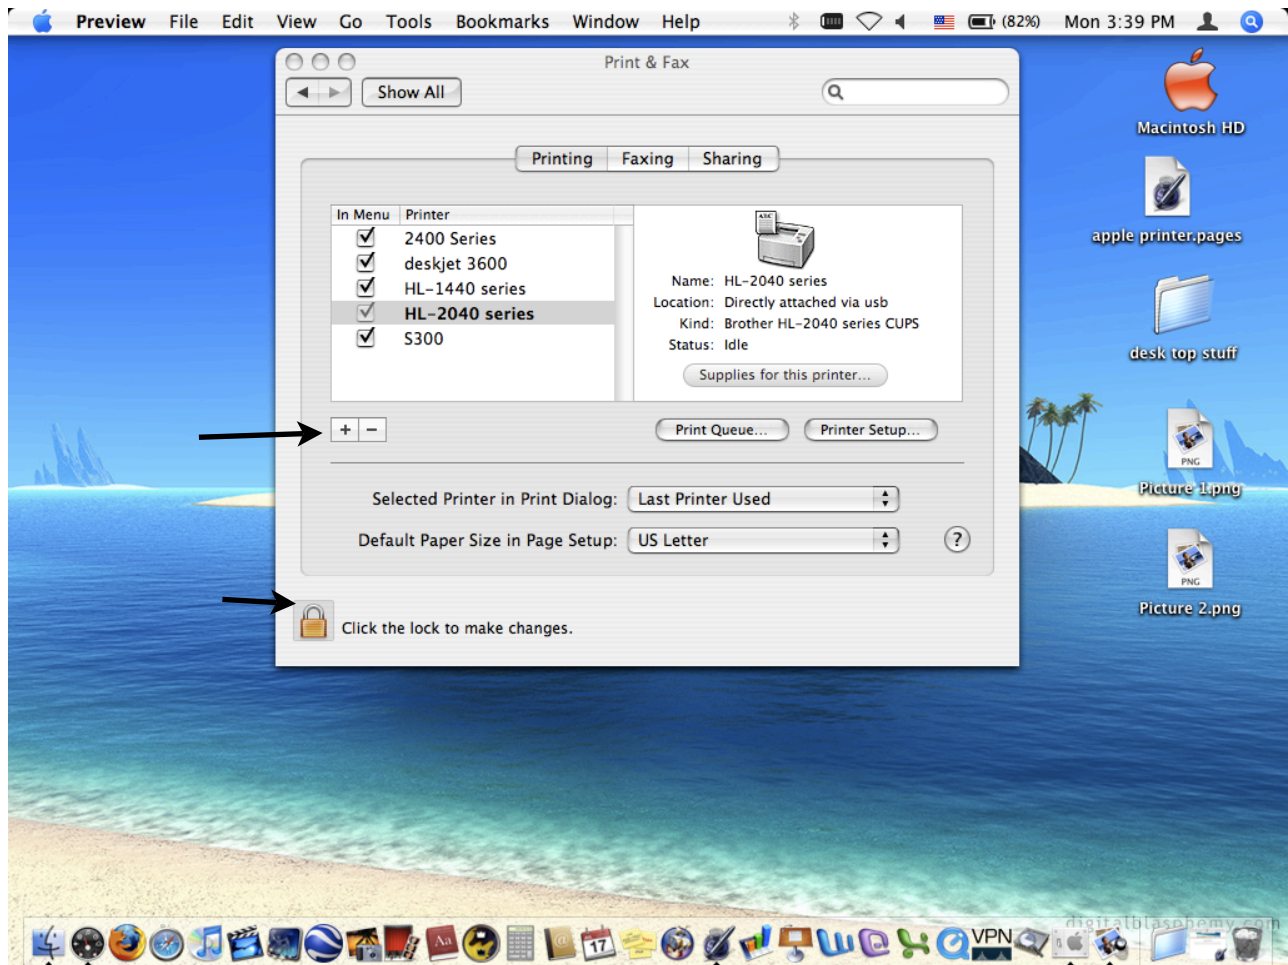 Preview File Edit View Go Tools Bookmarks Window Help (82%) Mon 3:39 PM
Print & Fax
Show All
Macintosh HD
Printing Faxing Sharing
In Menu Printer
2400 Series
deskjet 3600
HL-1440 series
HL-2040 series
S300
ABC
Name: HL-2040 series
Location: Directly attached via usb
Kind: Brother HL-2040 series CUPS
Status: Idle
Supplies for this printer...
apple printer.pages
desk top stuff
+ −
Print Queue... Printer Setup...
PNG
Picture 1.png
Selected Printer in Print Dialog: Last Printer Used
Default Paper Size in Page Setup: US Letter ?
PNG
Picture 2.png
Click the lock to make changes.
digitalblasphemy.com
Aa
@
17
VPN